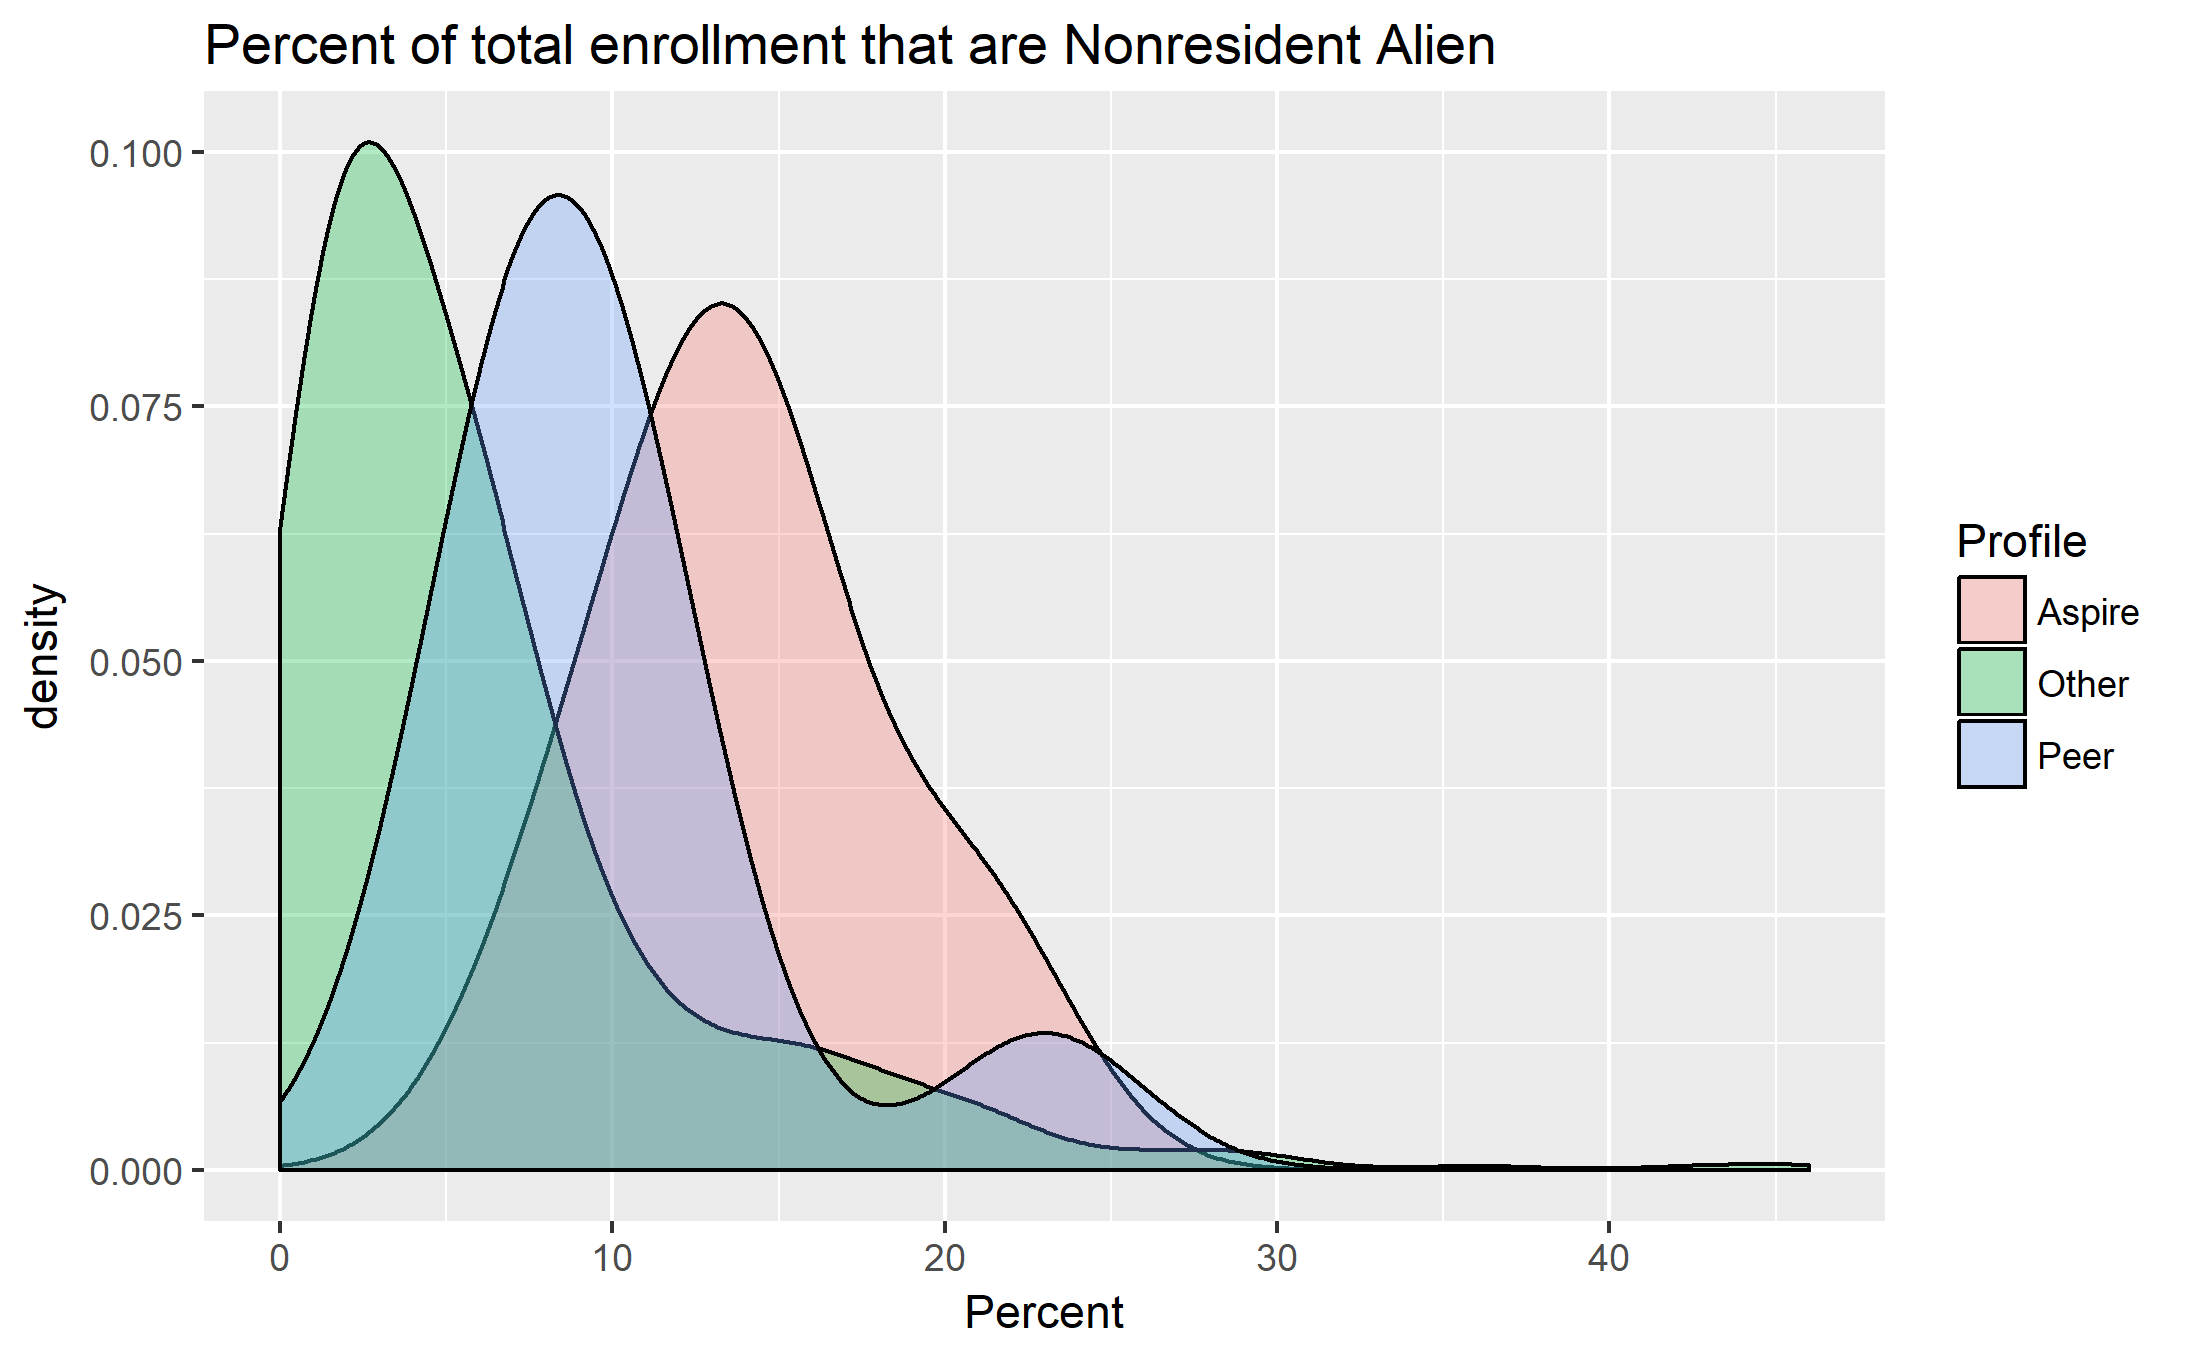 Percent of total enrollment that are Nonresident Alien
0.100
0.075
0.050
0.025
0.000
density
0
10
20
30
40
Percent
Profile
Aspire
Other
Peer